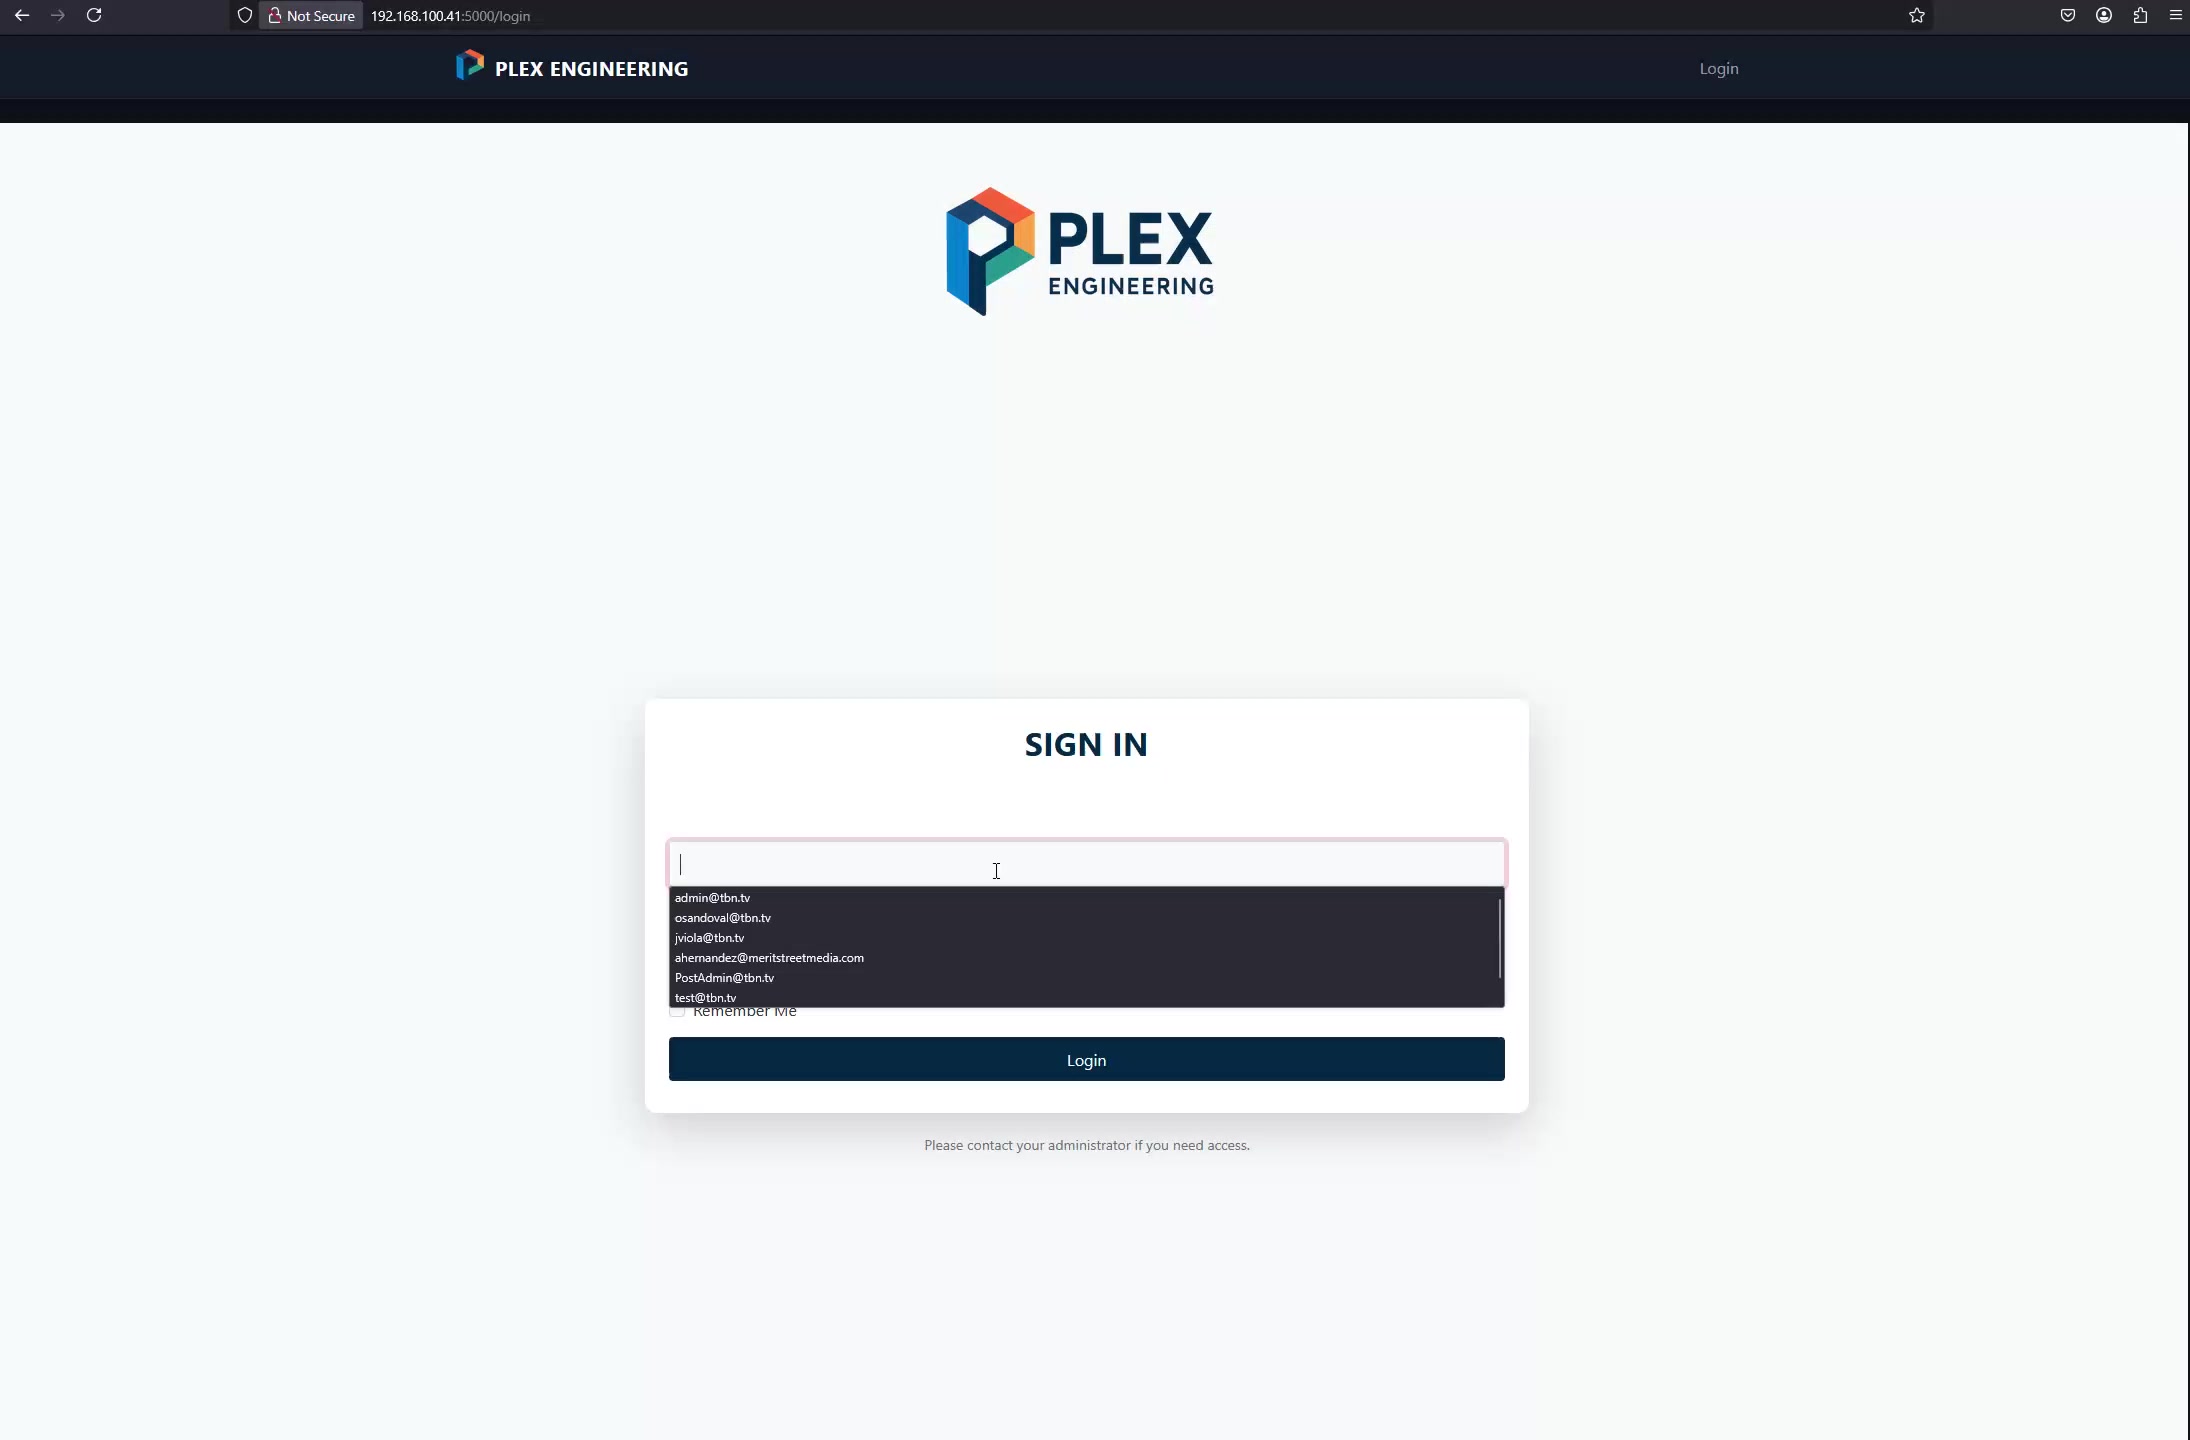 Not Secure
192.168.100.41:5000/login
PLEX ENGINEERING
Login
PLEX
ENGINEERING
SIGN IN
admin@tbn.tv
osandoval@tbn.tv
jviola@tbn.tv
ahernandez@meritstreetmedia.com
PostAdmin@tbn.tv
test@tbn.tv
Remember Me
Login
Please contact your administrator if you need access.